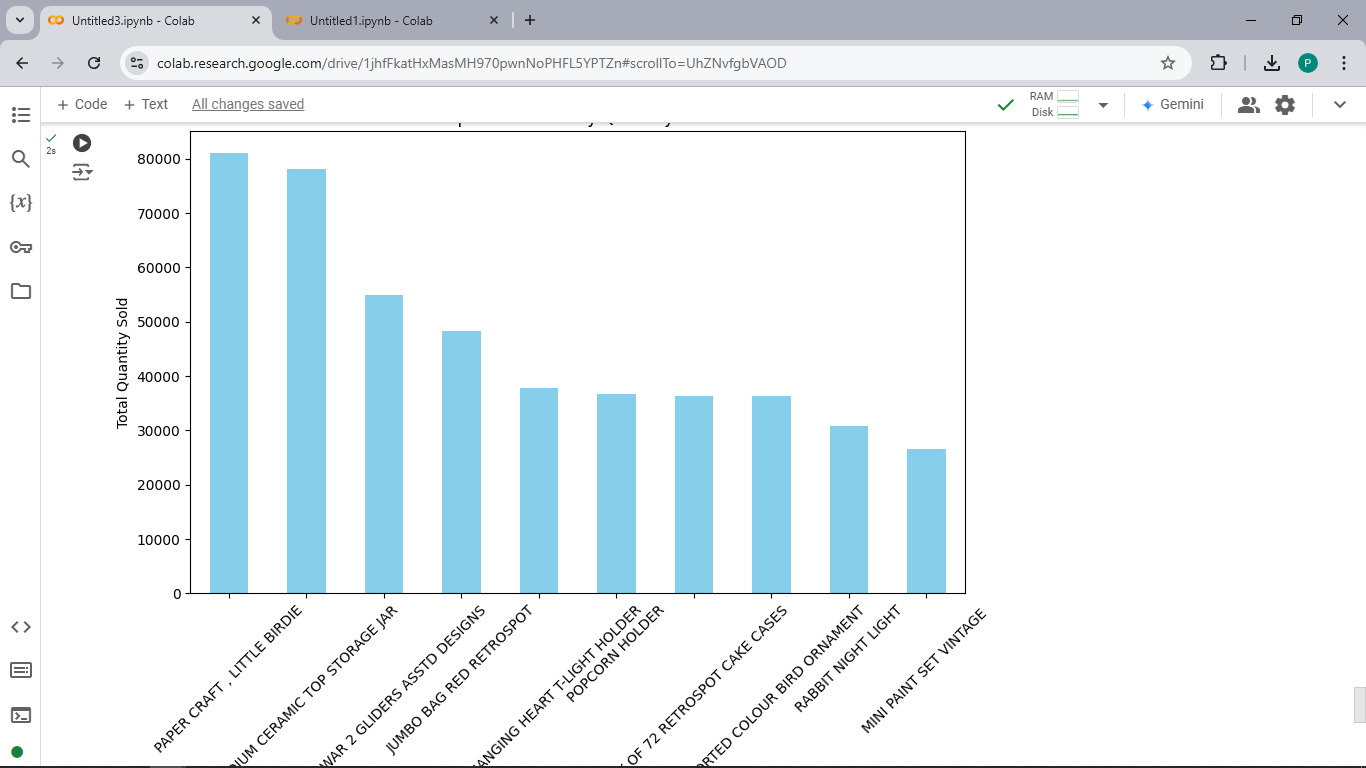 Untitled3.ipynb - Colab
Untitled1.ipynb - Colab
colab.research.google.com/drive/1jhfFkatHxMasMH970pwnNoPHFL5YPTZn#scrollTo=UhZNvfgbVAOD
P
+ Code + Text All changes saved
RAM
Disk
Gemini
2s
{x}
80000
70000
60000
50000
40000
30000
20000
10000
0
Total Quantity Sold
PAPER CRAFT , LITTLE BIRDIE
DIUM CERAMIC TOP STORAGE JAR
WAR 2 GLIDERS ASSTD DESIGNS
JUMBO BAG RED RETROSPOT
ANGING HEART T-LIGHT HOLDER
POPCORN HOLDER
OF 72 RETROSPOT CAKE CASES
ORTED COLOUR BIRD ORNAMENT
RABBIT NIGHT LIGHT
MINI PAINT SET VINTAGE